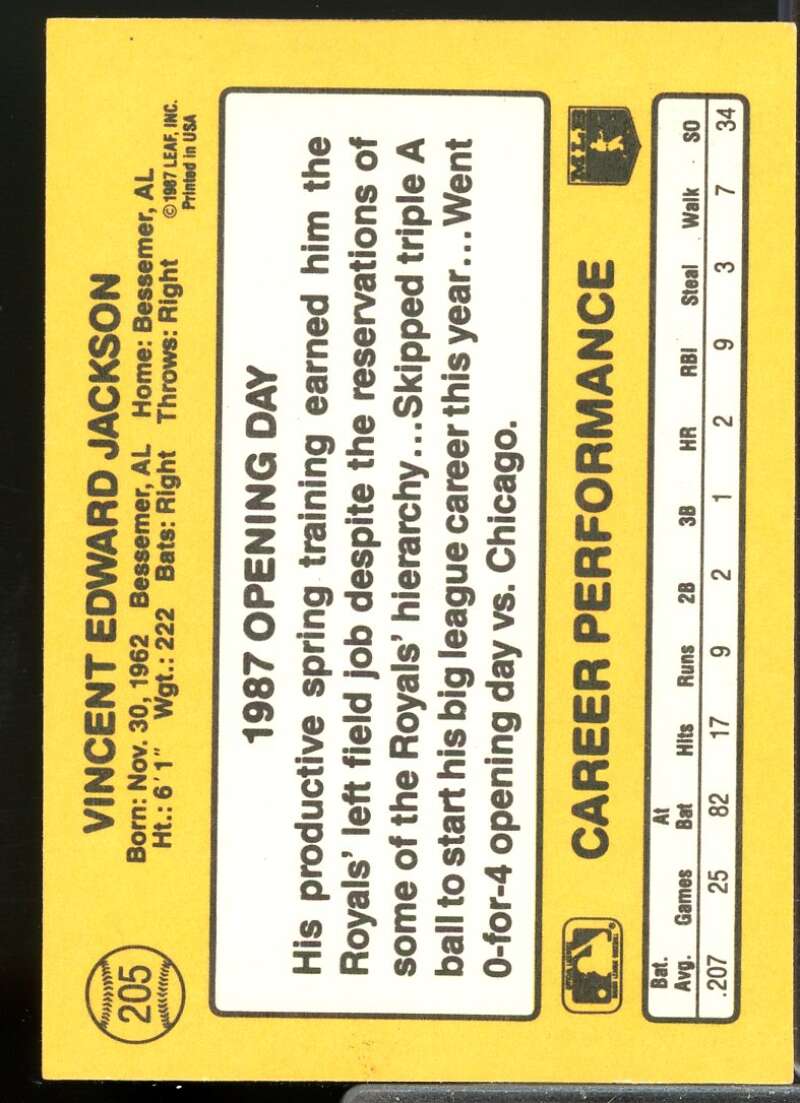 205
VINCENT EDWARD JACKSON
Born: Nov. 30, 1962 Bessemer, AL Home: Bessemer, AL
Ht.: 6'1" Wgt.: 222 Bats: Right Throws: Right
© 1987 LEAF, INC.
Printed in USA
1987 OPENING DAY
His productive spring training earned him the
Royals' left field job despite the reservations of
some of the Royals' hierarchy...Skipped triple A
ball to start his big league career this year...Went
0-for-4 opening day vs. Chicago.
CAREER PERFORMANCE
MLB
Bat. Avg. Games At Bat Hits Runs 2B 3B HR RBI Steal Walk SO
.207 25 82 17 9 2 1 2 9 3 7 34